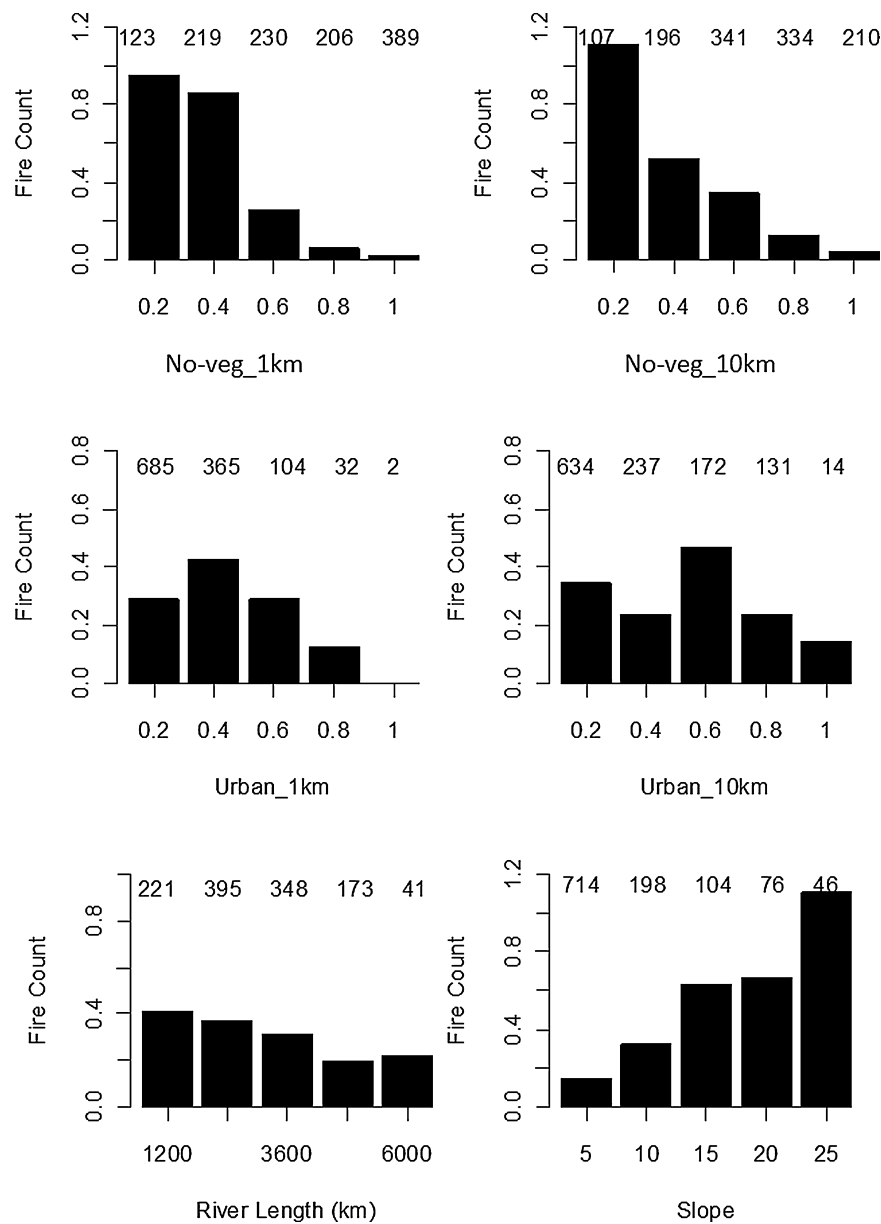 1.2
123 219 230 206 389
0.8
0.4
0.0
Fire Count
0.2 0.4 0.6 0.8 1
No-veg_1km
1.2
107 196 341 334 210
0.8
0.4
0.0
Fire Count
0.2 0.4 0.6 0.8 1
No-veg_10km
0.8
685 365 104 32 2
0.6
0.4
0.2
0.0
Fire Count
0.2 0.4 0.6 0.8 1
Urban_1km
0.8
634 237 172 131 14
0.6
0.4
0.2
0.0
Fire Count
0.2 0.4 0.6 0.8 1
Urban_10km
221 395 348 173 41
0.8
0.4
0.0
Fire Count
1200 3600 6000
River Length (km)
1.2
714 198 104 76 46
0.8
0.4
0.0
Fire Count
5 10 15 20 25
Slope